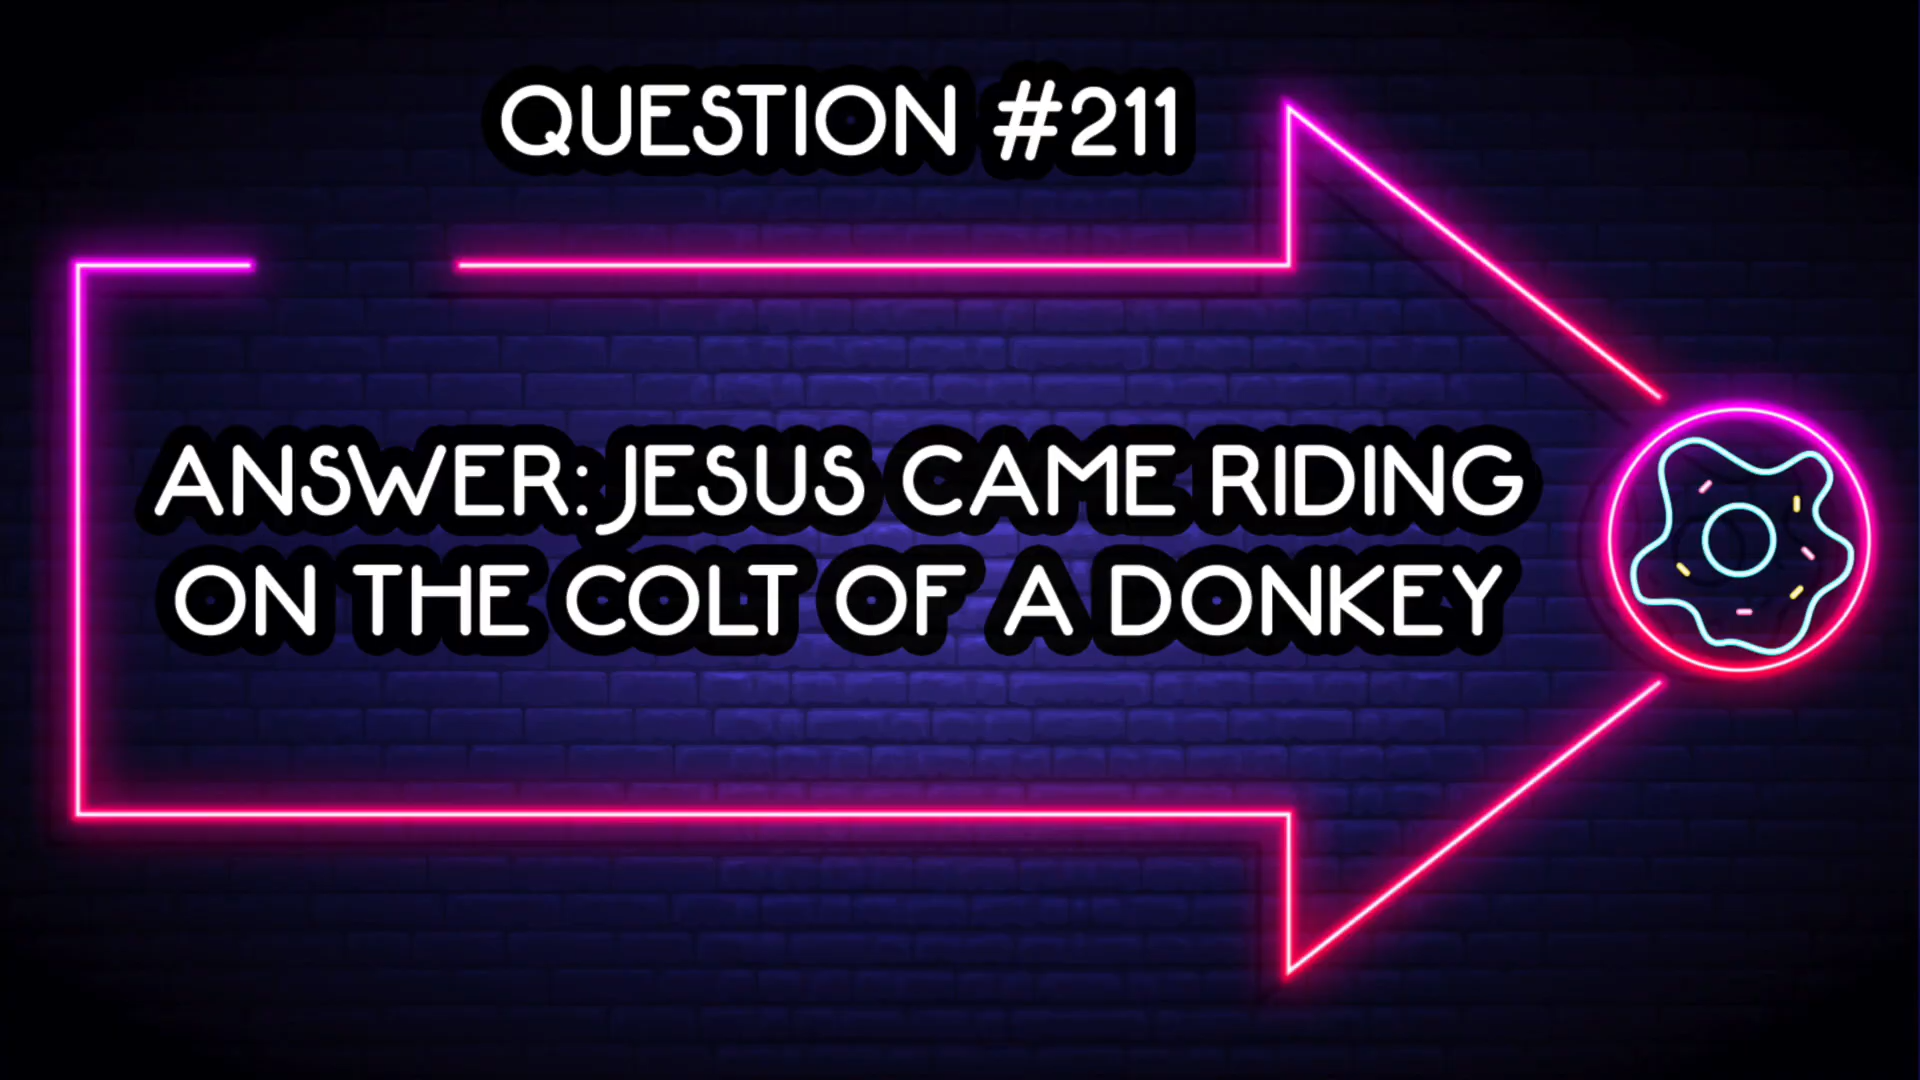 QUESTION #211
ANSWER: JESUS CAME RIDING
ON THE COLT OF A DONKEY